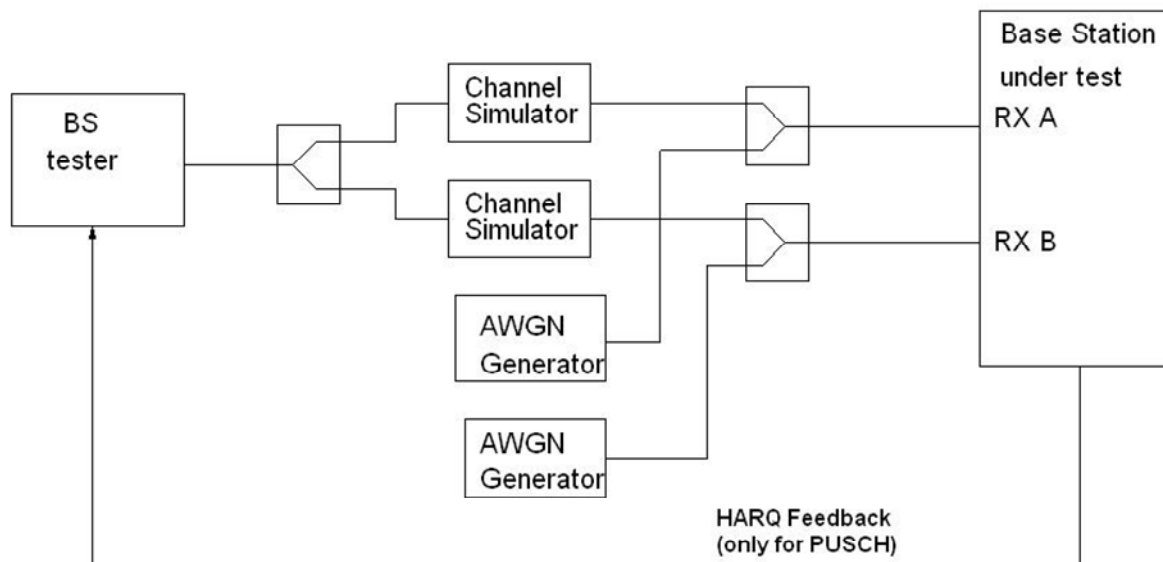 Base Station
under test
RX A
RX B
BS
tester
Channel
Simulator
Channel
Simulator
AWGN
Generator
AWGN
Generator
HARQ Feedback
(only for PUSCH)